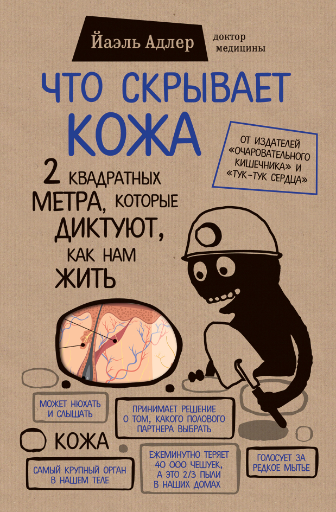 Йаэль Адлер
доктор
медицины
ЧТО СКРЫВАЕТ
КОЖА
ОТ ИЗДАТЕЛЕЙ
«ОЧАРОВАТЕЛЬНОГО
КИШЕЧНИКА» И
«ТУК-ТУК СЕРДЦА»
2 КВАДРАТНЫХ
МЕТРА, КОТОРЫЕ
ДИКТУЮТ,
КАК НАМ
ЖИТЬ
МОЖЕТ НЮХАТЬ
И СЛЫШАТЬ
ПРИНИМАЕТ РЕШЕНИЕ
О ТОМ, КАКОГО ПОЛОВОГО
ПАРТНЕРА ВЫБРАТЬ
КОЖА
САМЫЙ КРУПНЫЙ ОРГАН
В НАШЕМ ТЕЛЕ
ЕЖЕМИНУТНО ТЕРЯЕТ
40 000 ЧЕШУЕК,
А ЭТО 2/3 ПЫЛИ
В НАШИХ ДОМАХ
ГОЛОСУЕТ ЗА
РЕДКОЕ МЫТЬЕ